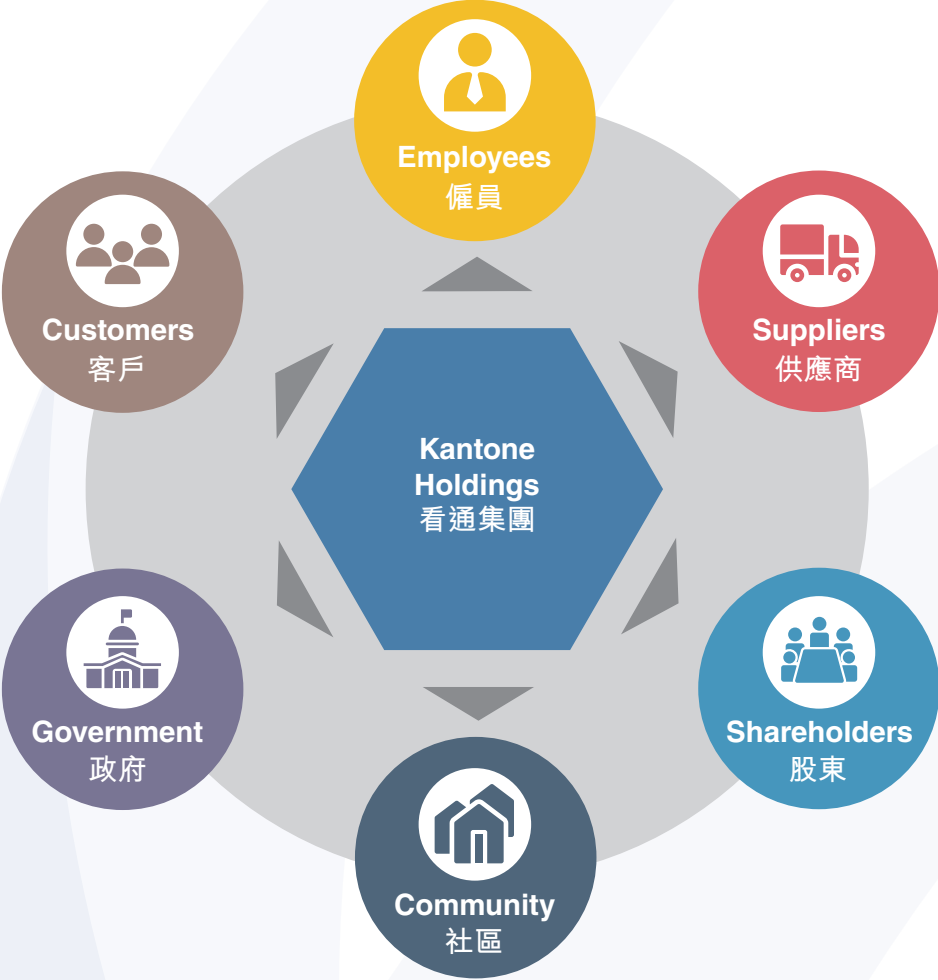 Employees
僱員
Customers
客戶
Suppliers
供應商
Kantone
Holdings
看通集團
Government
政府
Shareholders
股東
Community
社區